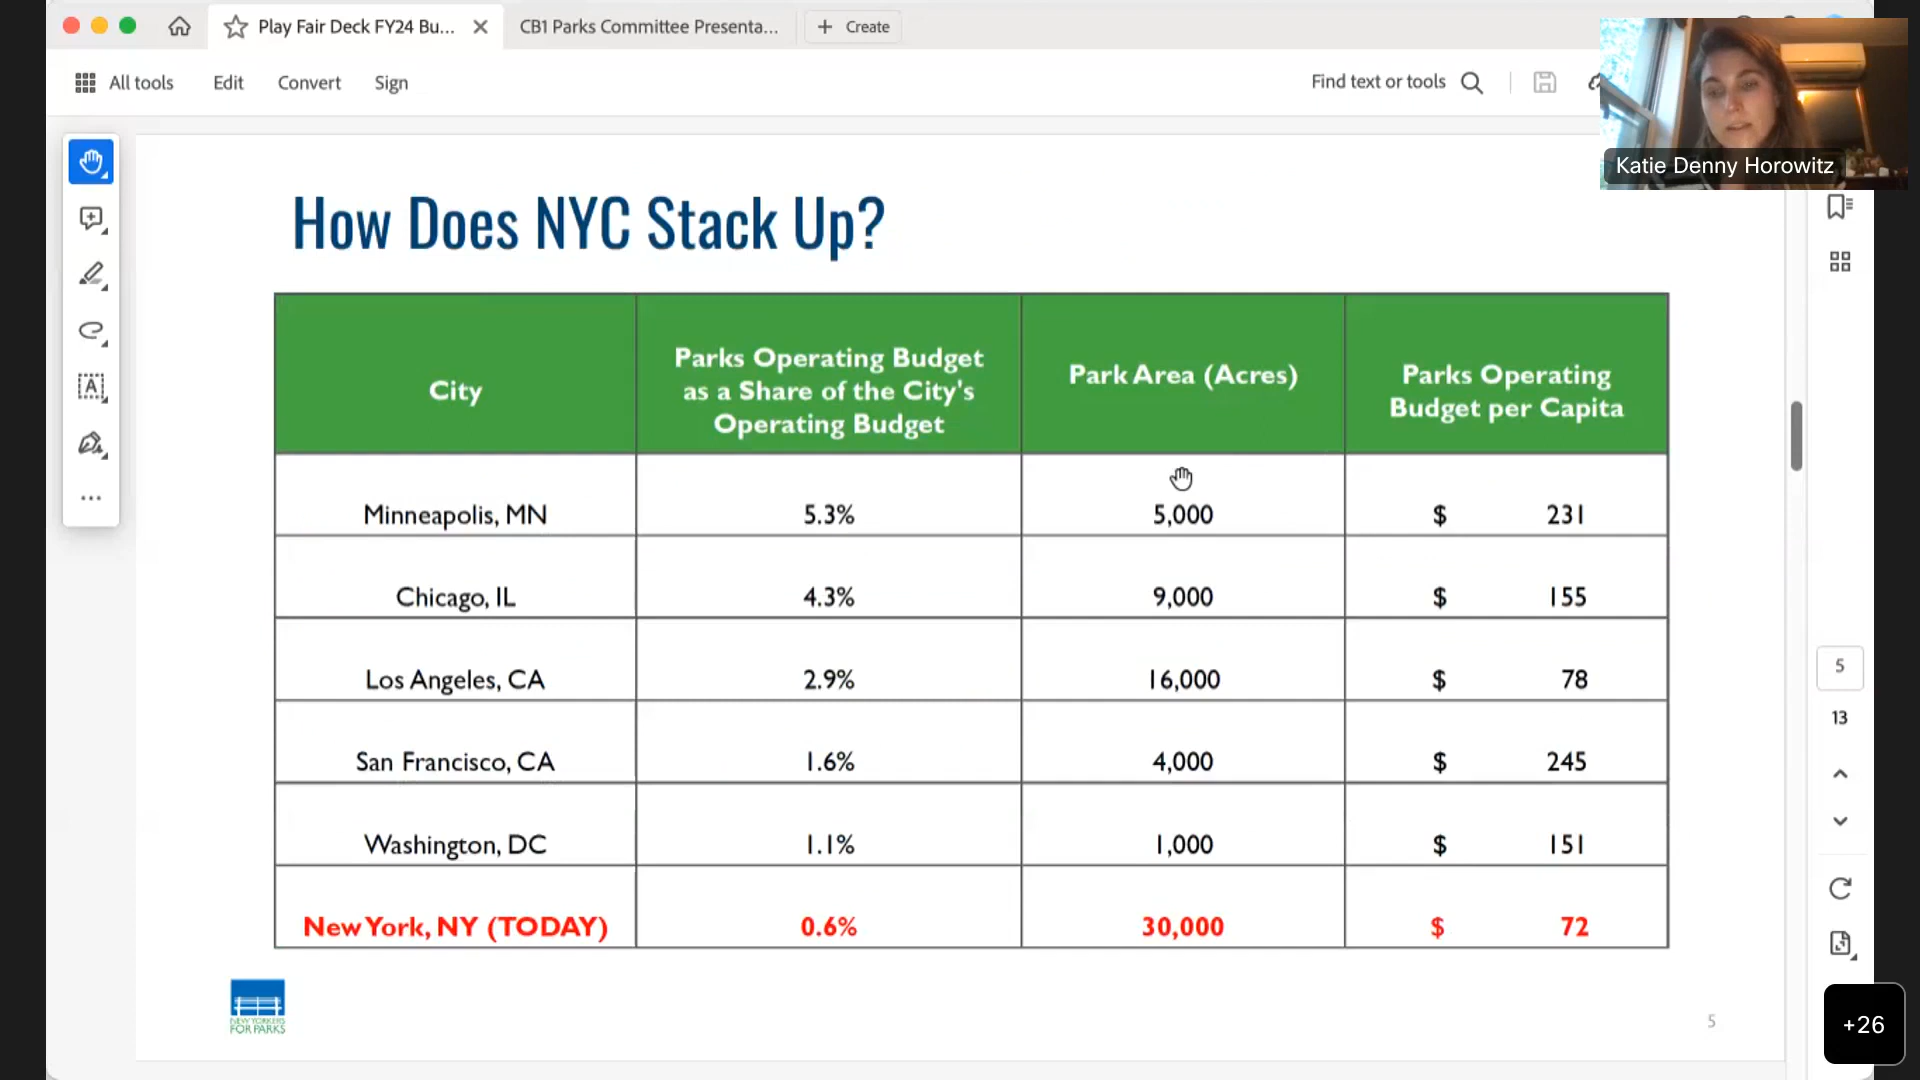 Play Fair Deck FY24 Bu...
CB1 Parks Committee Presenta...
+ Create
All tools
Edit
Convert
Sign
Find text or tools
Katie Denny Horowitz
How Does NYC Stack Up?
City
Parks Operating Budget
as a Share of the City's
Operating Budget
Park Area (Acres)
Parks Operating
Budget per Capita
Minneapolis, MN 5.3% 5,000 $ 231
Chicago, IL 4.3% 9,000 $ 155
Los Angeles, CA 2.9% 16,000 $ 78
San Francisco, CA 1.6% 4,000 $ 245
Washington, DC 1.1% 1,000 $ 151
New York, NY (TODAY) 0.6% 30,000 $ 72
NEW YORKERS
FOR PARKS
5
5
13
+26